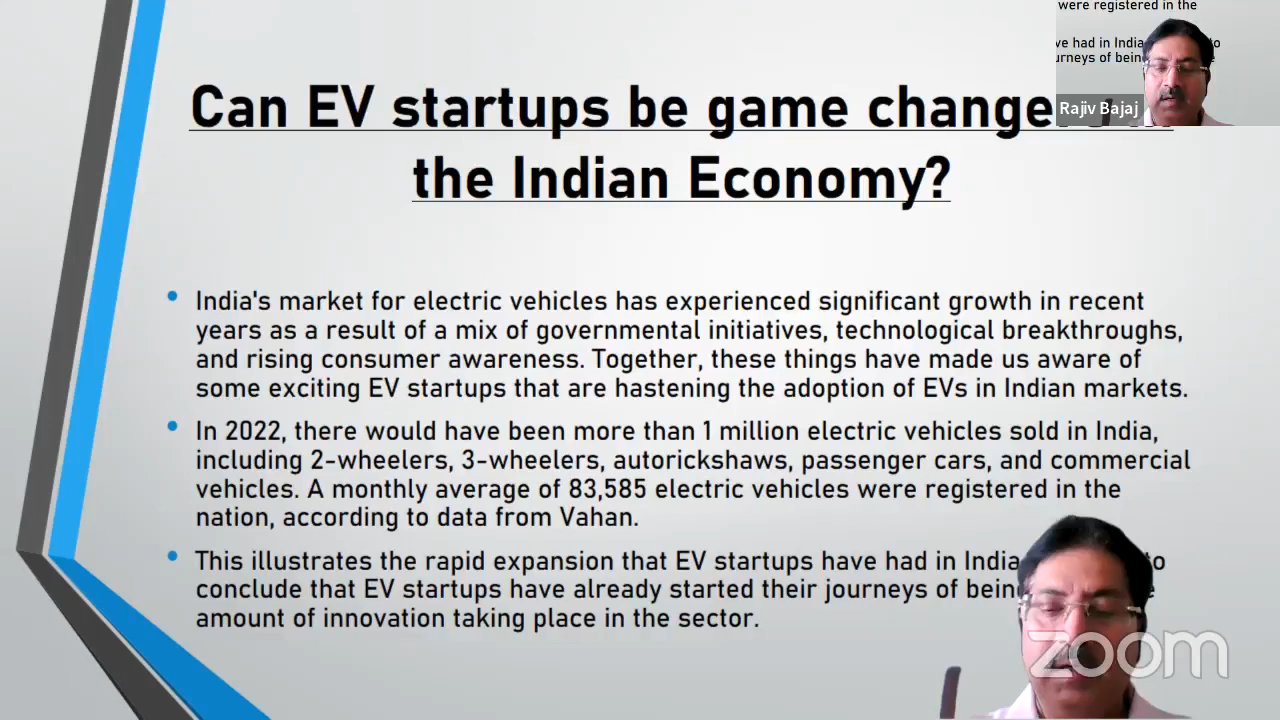 were registered in the
ve had in India to
urneys of bein
Rajiv Bajaj
Can EV startups be game change
the Indian Economy?
• India's market for electric vehicles has experienced significant growth in recent
years as a result of a mix of governmental initiatives, technological breakthroughs,
and rising consumer awareness. Together, these things have made us aware of
some exciting EV startups that are hastening the adoption of EVs in Indian markets.
• In 2022, there would have been more than 1 million electric vehicles sold in India,
including 2-wheelers, 3-wheelers, autorickshaws, passenger cars, and commercial
vehicles. A monthly average of 83,585 electric vehicles were registered in the
nation, according to data from Vahan.
• This illustrates the rapid expansion that EV startups have had in India to
conclude that EV startups have already started their journeys of bein
amount of innovation taking place in the sector.
zoom